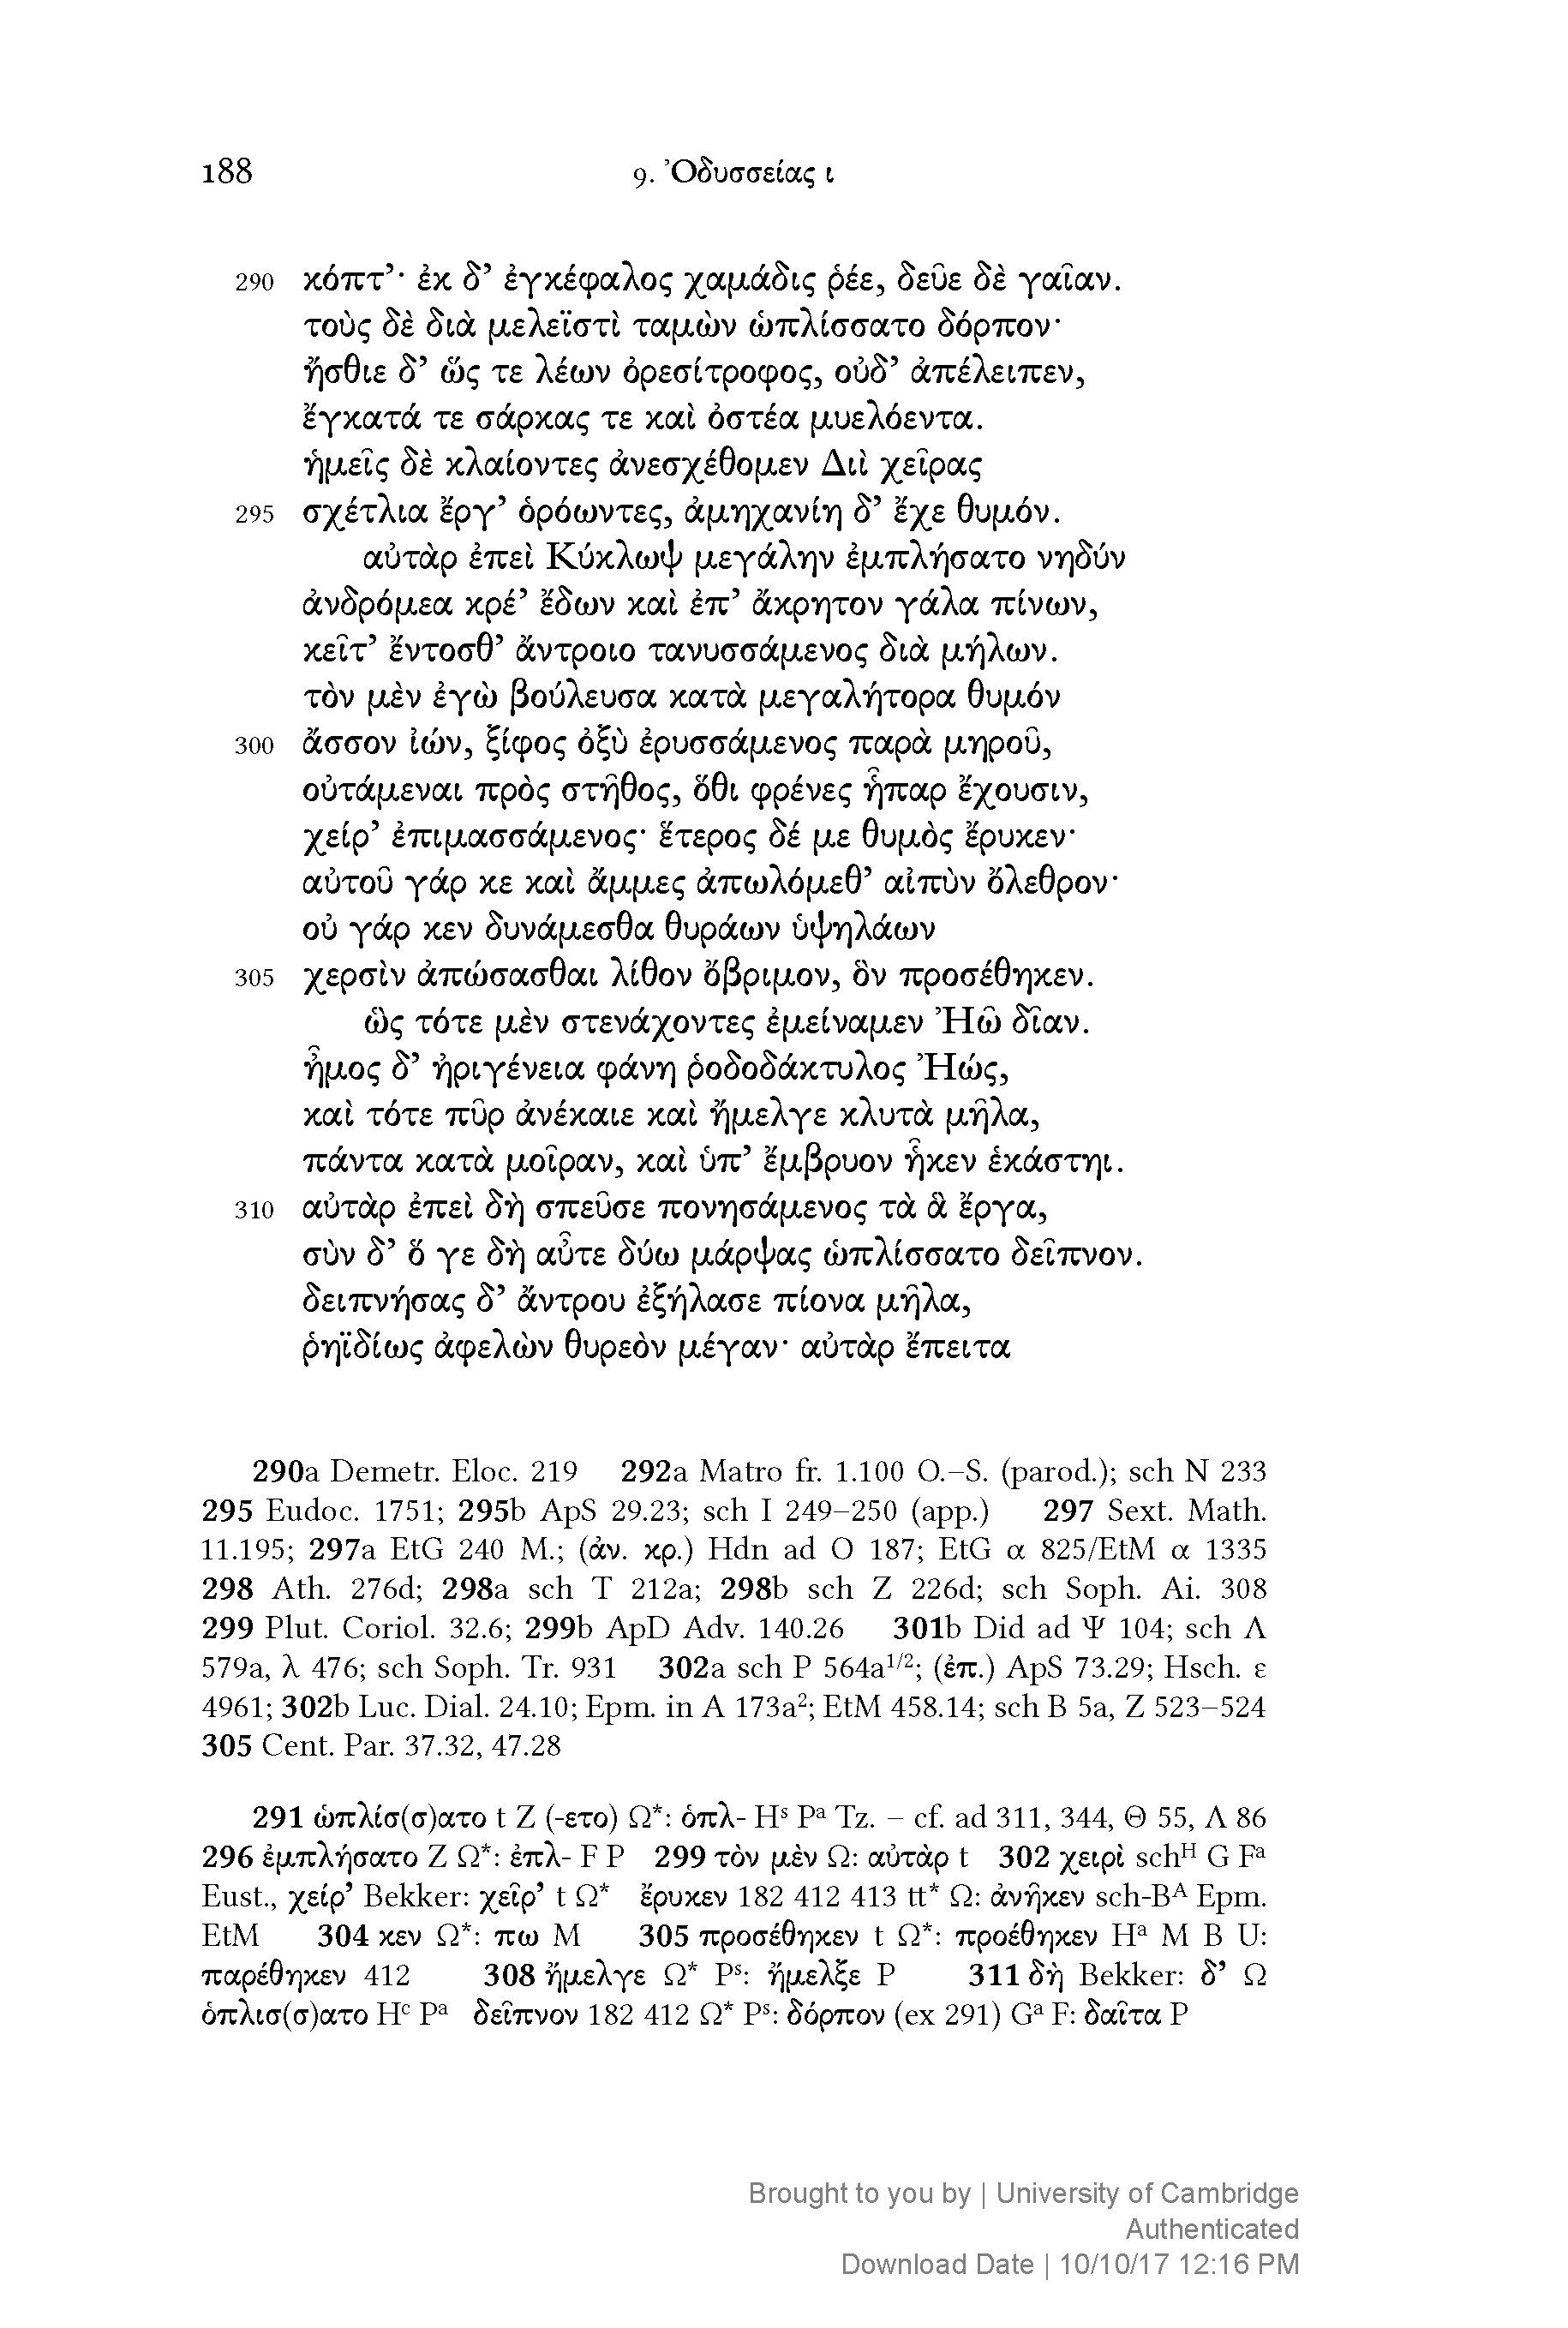 188
9. Ὀδυσσείας ι
290 κόπτ’· ἐκ δ’ ἐγκέφαλος χαμάδις ῥέε, δεῦε δὲ γαῖαν.
τοὺς δὲ διὰ μελεϊστὶ ταμὼν ὡπλίσσατο δόρπον·
ἤσθιε δ’ ὥς τε λέων ὀρεσίτροφος, οὐδ’ ἀπέλειπεν,
ἔγκατά τε σάρκας τε καὶ ὀστέα μυελόεντα.
ἡμεῖς δὲ κλαίοντες ἀνεσχέθομεν Διὶ χεῖρας
295 σχέτλια ἔργ’ ὁρόωντες, ἀμηχανίη δ’ ἔχε θυμόν.
αὐτὰρ ἐπεὶ Κύκλωψ μεγάλην ἐμπλήσατο νηδύν
ἀνδρόμεα κρέ’ ἔδων καὶ ἐπ’ ἄκρητον γάλα πίνων,
κεῖτ’ ἔντοσθ’ ἄντροιο τανυσσάμενος διὰ μήλων.
τὸν μὲν ἐγὼ βούλευσα κατὰ μεγαλήτορα θυμόν
300 ἄσσον ἰών, ξίφος ὀξὺ ἐρυσσάμενος παρὰ μηροῦ,
οὐτάμεναι πρὸς στῆθος, ὅθι φρένες ἧπαρ ἔχουσιν,
χείρ’ ἐπιμασσάμενος· ἕτερος δέ με θυμὸς ἔρυκεν·
αὐτοῦ γάρ κε καὶ ἄμμες ἀπωλόμεθ’ αἰπὺν ὄλεθρον·
οὐ γάρ κεν δυνάμεσθα θυράων ὑψηλάων
305 χερσὶν ἀπώσασθαι λίθον ὄβριμον, ὃν προσέθηκεν.
ὣς τότε μὲν στενάχοντες ἐμείναμεν Ἠῶ δῖαν.
ἦμος δ’ ἠριγένεια φάνη ῥοδοδάκτυλος Ἠώς,
καὶ τότε πῦρ ἀνέκαιε καὶ ἤμελγε κλυτὰ μῆλα,
πάντα κατὰ μοῖραν, καὶ ὑπ’ ἔμβρυον ἧκεν ἑκάστηι.
310 αὐτὰρ ἐπεὶ δὴ σπεῦσε πονησάμενος τὰ ἃ ἔργα,
σὺν δ’ ὅ γε δὴ αὖτε δύω μάρψας ὡπλίσσατο δεῖπνον.
δειπνήσας δ’ ἄντρου ἐξήλασε πίονα μῆλα,
ῥηϊδίως ἀφελὼν θυρεὸν μέγαν· αὐτὰρ ἔπειτα
290a Demetr. Eloc. 219 292a Matro fr. 1.100 O.–S. (parod.); sch N 233
295 Eudoc. 1751; 295b ApS 29.23; sch I 249–250 (app.) 297 Sext. Math.
11.195; 297a EtG 240 M.; (ἀν. κρ.) Hdn ad O 187; EtG α 825/EtM α 1335
298 Ath. 276d; 298a sch T 212a; 298b sch Z 226d; sch Soph. Ai. 308
299 Plut. Coriol. 32.6; 299b ApD Adv. 140.26 301b Did ad Ψ 104; sch Λ
579a, λ 476; sch Soph. Tr. 931 302a sch P 564a¹/²; (ἐπ.) ApS 73.29; Hsch. ε
4961; 302b Luc. Dial. 24.10; Epm. in A 173a²; EtM 458.14; sch B 5a, Z 523–524
305 Cent. Par. 37.32, 47.28
291 ὡπλίσ(σ)ατο t Z (-ετο) Ω*: ὁπλ- Hˢ Pᵃ Tz. – cf. ad 311, 344, Θ 55, Λ 86
296 ἐμπλήσατο Z Ω*: ἐπλ- F P 299 τὸν μὲν Ω: αὐτὰρ t 302 χειρὶ schᴴ G Fᵃ
Eust., χείρ’ Bekker: χεῖρ’ t Ω* ἔρυκεν 182 412 413 tt* Ω: ἀνῆκεν sch-Bᴬ Epm.
EtM 304 κεν Ω*: πω M 305 προσέθηκεν t Ω*: προέθηκεν Hᵃ M B U:
παρέθηκεν 412 308 ἤμελγε Ω* Pˢ: ἤμελξε P 311 δὴ Bekker: δ’ Ω
ὁπλισ(σ)ατο Hᶜ Pᵃ δεῖπνον 182 412 Ω* Pˢ: δόρπον (ex 291) Gᵃ F: δαῖτα P
Brought to you by | University of Cambridge
Authenticated
Download Date | 10/10/17 12:16 PM